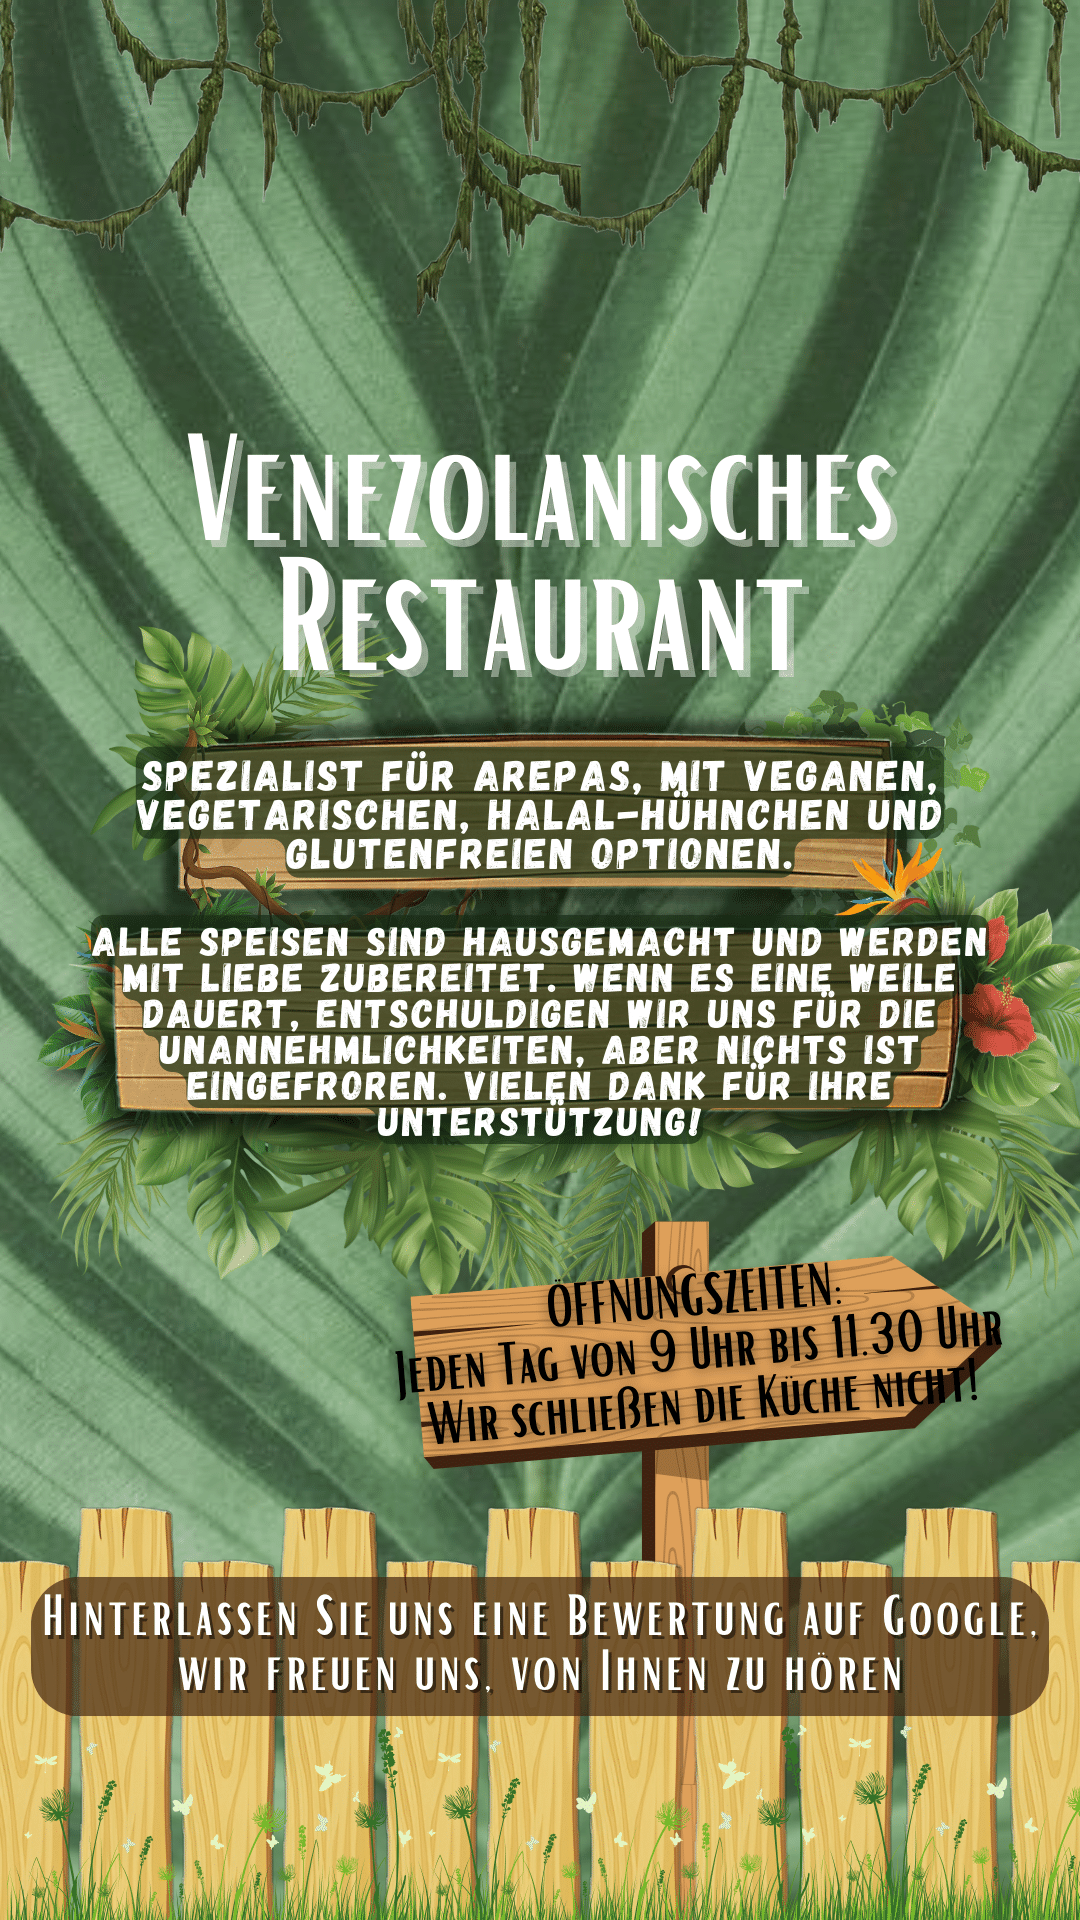 Venezolanisches
Restaurant
SPEZIALIST FÜR AREPAS, MIT VEGANEN,
VEGETARISCHEN, HALAL-HÜHNCHEN UND
GLUTENFREIEN OPTIONEN.
ALLE SPEISEN SIND HAUSGEMACHT UND WERDEN
MIT LIEBE ZUBEREITET. WENN ES EINE WEILE
DAUERT, ENTSCHULDIGEN WIR UNS FÜR DIE
UNANNEHMLICHKEITEN, ABER NICHTS IST
EINGEFROREN. VIELEN DANK FÜR IHRE
UNTERSTÜTZUNG!
ÖFFNUNGSZEITEN:
Jeden Tag von 9 Uhr bis 11.30 Uhr
Wir schließen die Küche nicht!
Hinterlassen Sie uns eine Bewertung auf Google,
wir freuen uns, von Ihnen zu hören